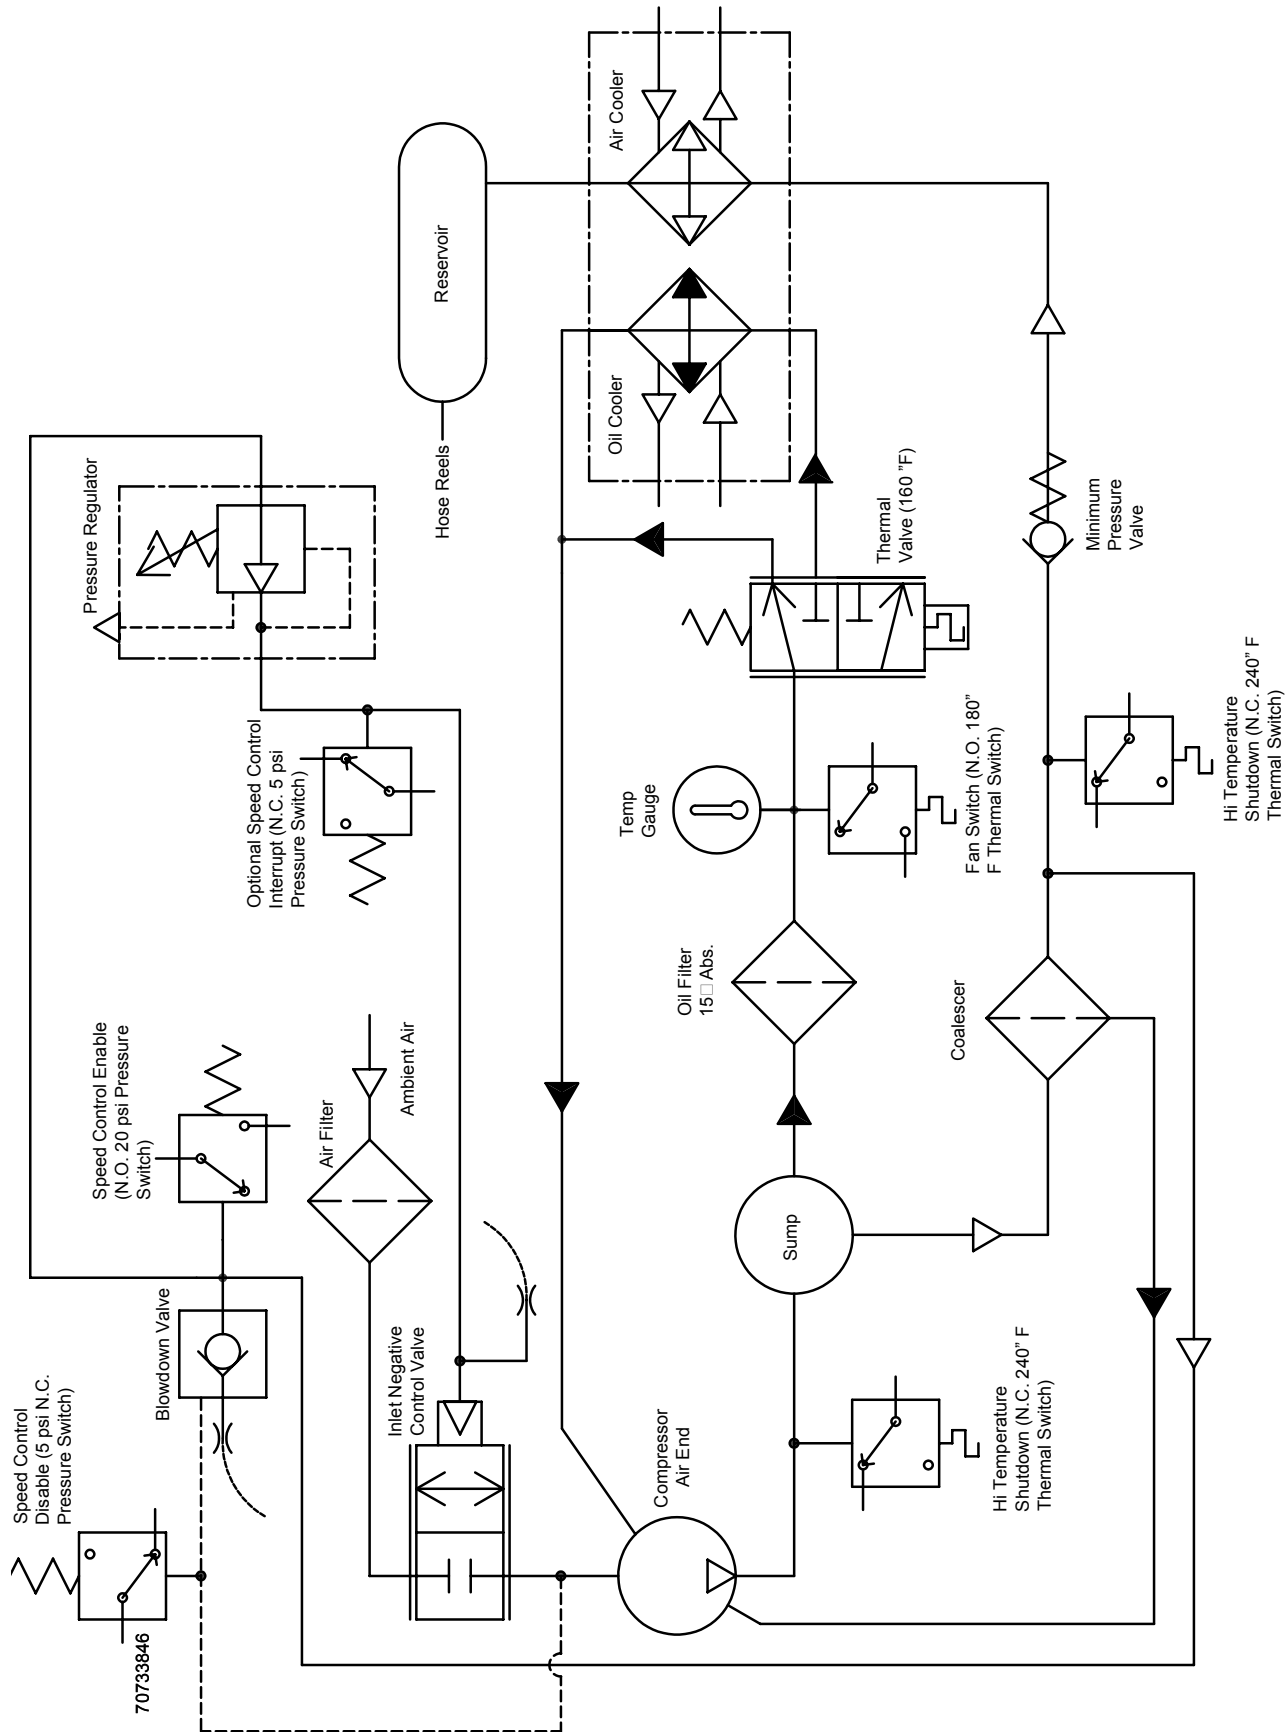 70733846
Speed Control
Disable (5 psi N.C.
Pressure Switch)
Blowdown Valve
Speed Control Enable
(N.O. 20 psi Pressure
Switch)
Pressure Regulator
Optional Speed Control
Interrupt (N.C. 5 psi
Pressure Switch)
Air Filter
Ambient Air
Inlet Negative
Control Valve
Hose Reels
Reservoir
Oil Cooler
Air Cooler
Compressor
Air End
Temp
Gauge
Oil Filter
15□ Abs.
Sump
Thermal
Valve (160 ”F)
Fan Switch (N.O. 180”
F Thermal Switch)
Coalescer
Hi Temperature
Shutdown (N.C. 240” F
Thermal Switch)
Minimum
Pressure
Valve
Hi Temperature
Shutdown (N.C. 240” F
Thermal Switch)